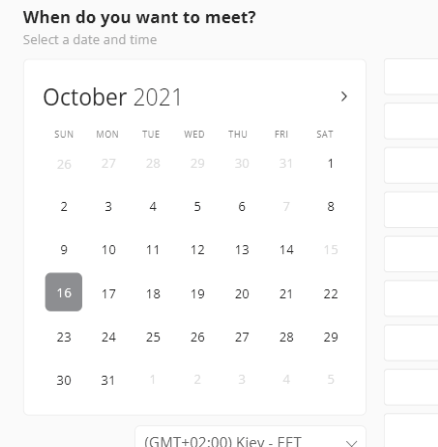 When do you want to meet?
Select a date and time
October 2021
SUN MON TUE WED THU FRI SAT
26 27 28 29 30 31 1
2 3 4 5 6 7 8
9 10 11 12 13 14 15
16 17 18 19 20 21 22
23 24 25 26 27 28 29
30 31 1 2 3 4 5
(GMT+02:00) Kiev - EET